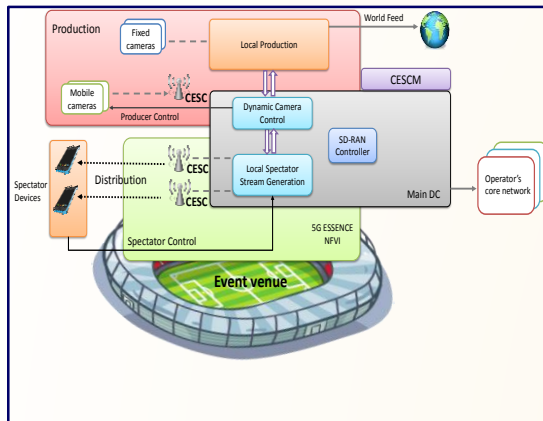 Production
Fixed
cameras
Local Production
World Feed
CESCM
Mobile
cameras
CESC
Producer Control
Dynamic Camera
Control
SD-RAN
Controller
Spectator
Devices
Distribution
CESC
CESC
Local Spectator
Stream Generation
Main DC
Operator's
core network
Spectator Control
5G ESSENCE
NFVI
Event venue